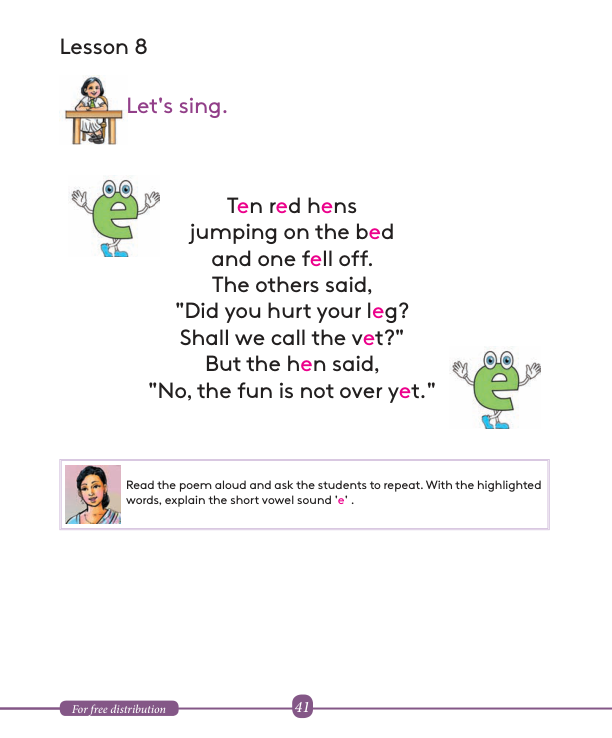 Lesson 8
Let's sing.
Ten red hens
jumping on the bed
and one fell off.
The others said,
"Did you hurt your leg?
Shall we call the vet?"
But the hen said,
"No, the fun is not over yet."
Read the poem aloud and ask the students to repeat. With the highlighted
words, explain the short vowel sound 'e' .
For free distribution
41